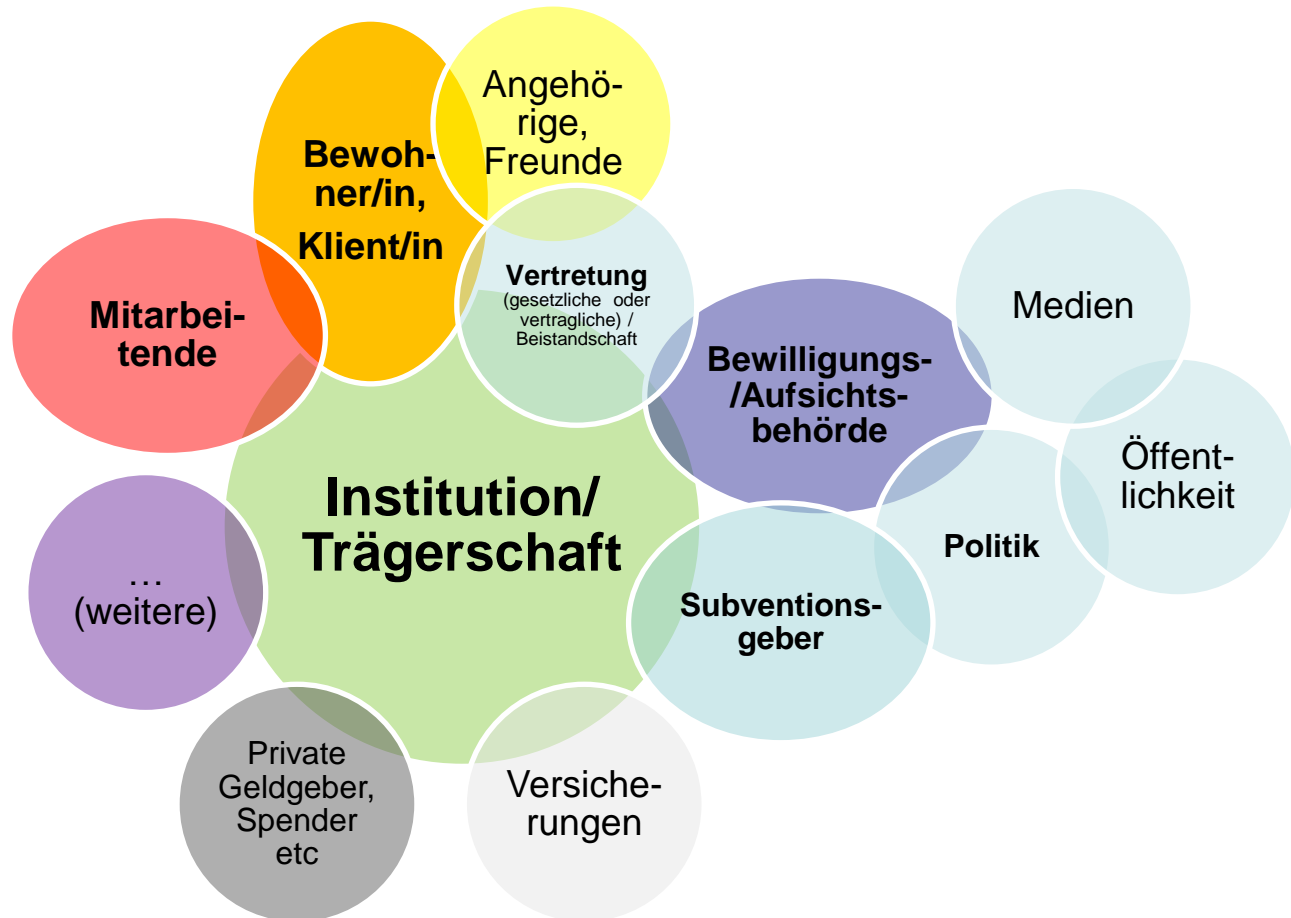 Angehö-
rige,
Freunde
Bewoh-
ner/in,
Klient/in
Vertretung
(gesetzliche oder
vertragliche) /
Beistandschaft
Mitarbei-
tende
Medien
Bewilligungs-
/Aufsichts-
behörde
Öffent-
lichkeit
Institution/
Trägerschaft
Politik
…
(weitere)
Subventions-
geber
Private
Geldgeber,
Spender
etc
Versiche-
rungen